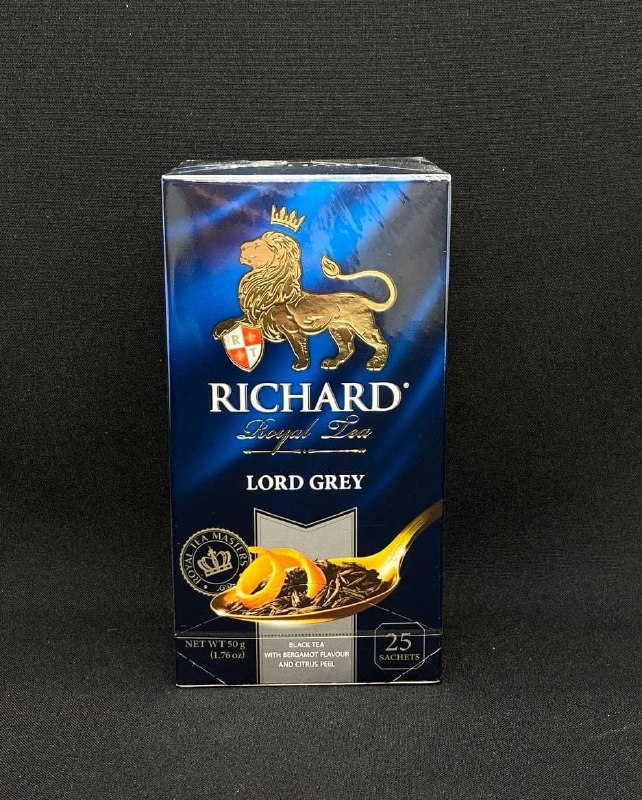 R T
RICHARD®
Royal Tea
LORD GREY
ROYAL TEA MASTERS
NET WT 50 g
(1.76 oz)
BLACK TEA
WITH BERGAMOT FLAVOUR
AND CITRUS PEEL
25
SACHETS